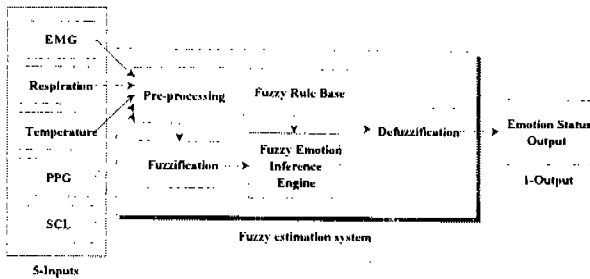 EMG
Respiration
Temperature
PPG
SCL
5-Inputs
Pre-processing
Fuzzification
Fuzzy Rule Base
Fuzzy Emotion
Inference
Engine
Defuzzification
Fuzzy estimation system
Emotion Status
Output
1-Output